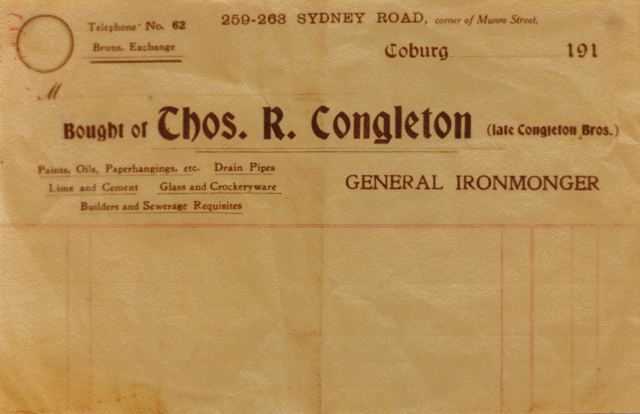 Telephone No. 62
Bruns. Exchange
259-263 SYDNEY ROAD, corner of Munro Street,
Coburg 191
M
Bought of Thos. R. Congleton (late Congleton Bros.)
Paints, Oils, Paperhangings, etc. Drain Pipes
Lime and Cement Glass and Crockeryware
Builders and Sewerage Requisites
GENERAL IRONMONGER